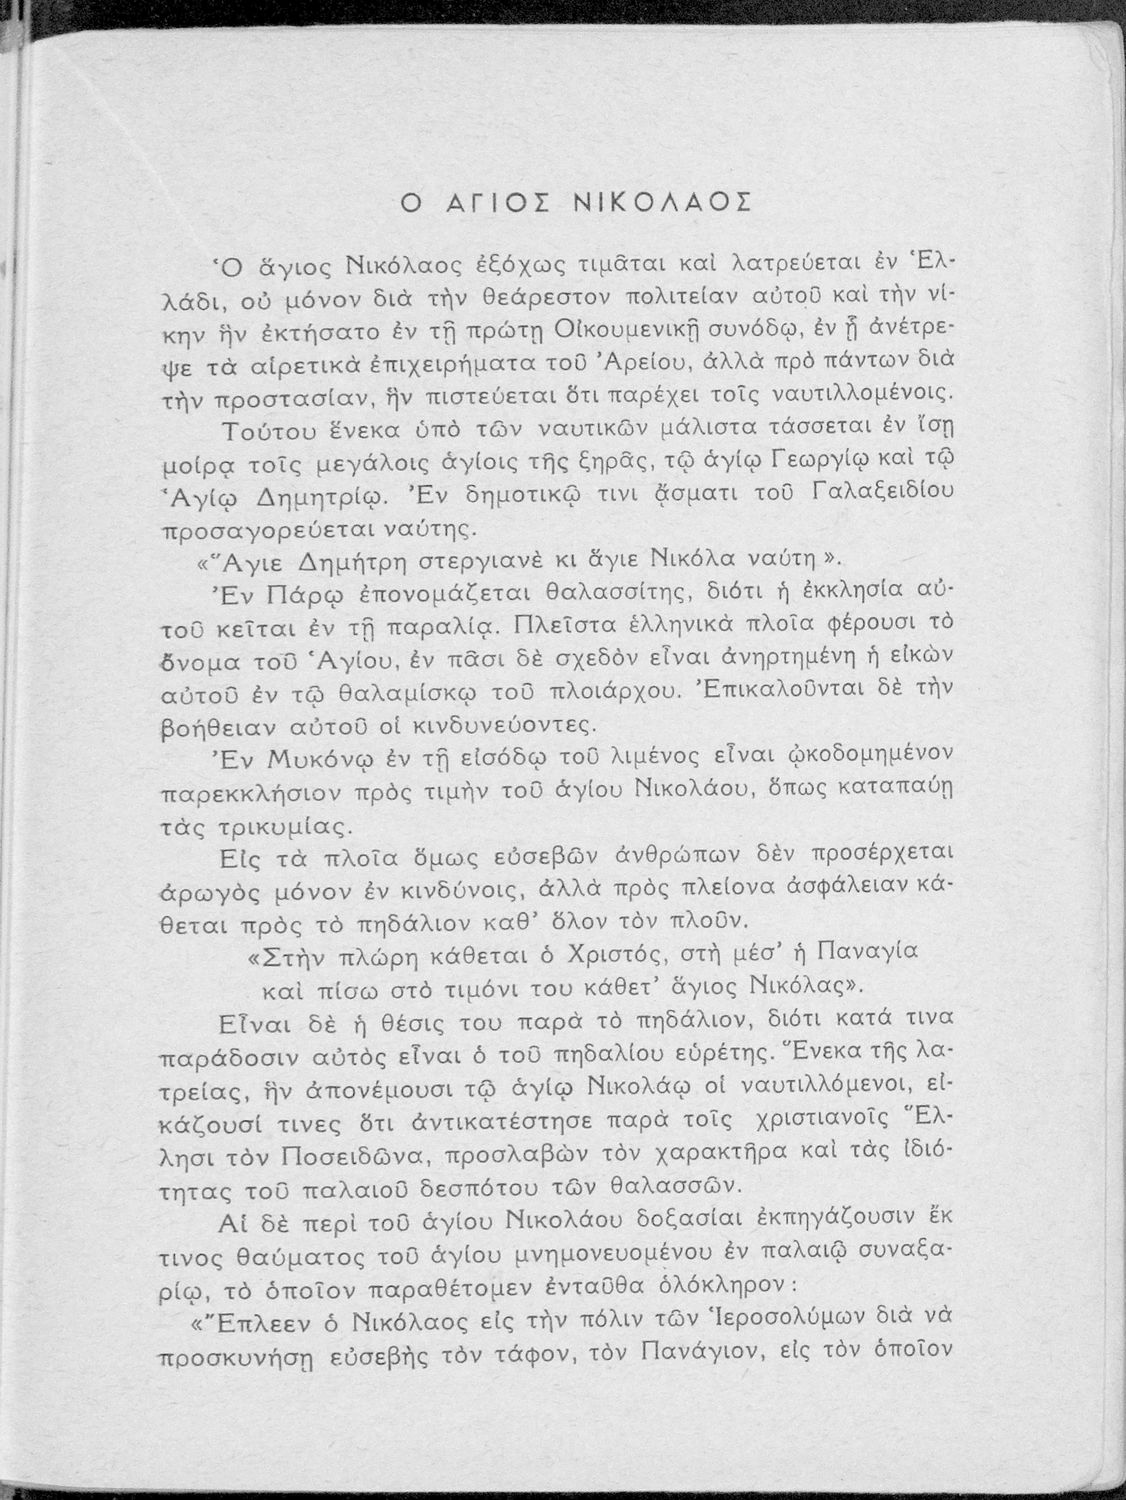 Ο ΑΓΙΟΣ ΝΙΚΟΛΑΟΣ
Ὁ ἅγιος Νικόλαος ἐξόχως τιμᾶται καὶ λατρεύεται ἐν Ἑλ-
λάδι, οὐ μόνον διὰ τὴν θεάρεστον πολιτείαν αὐτοῦ καὶ τὴν νί-
κην ἣν ἐκτήσατο ἐν τῇ πρώτῃ Οἰκουμενικῇ συνόδῳ, ἐν ᾗ ἀνέτρε-
ψε τὰ αἱρετικὰ ἐπιχειρήματα τοῦ Ἀρείου, ἀλλὰ πρὸ πάντων διὰ
τὴν προστασίαν, ἣν πιστεύεται ὅτι παρέχει τοῖς ναυτιλλομένοις.
Τούτου ἕνεκα ὑπὸ τῶν ναυτικῶν μάλιστα τάσσεται ἐν ἴσῃ
μοίρᾳ τοῖς μεγάλοις ἁγίοις τῆς ξηρᾶς, τῷ ἁγίῳ Γεωργίῳ καὶ τῷ
Ἁγίῳ Δημητρίῳ. Ἐν δημοτικῷ τινι ᾄσματι τοῦ Γαλαξειδίου
προσαγορεύεται ναύτης.
«Ἅγιε Δημήτρη στεργιανὲ κι ἅγιε Νικόλα ναύτη».
Ἐν Πάρῳ ἐπονομάζεται θαλασσίτης, διότι ἡ ἐκκλησία αὐ-
τοῦ κεῖται ἐν τῇ παραλίᾳ. Πλεῖστα ἑλληνικὰ πλοῖα φέρουσι τὸ
ὄνομα τοῦ Ἁγίου, ἐν πᾶσι δὲ σχεδὸν εἶναι ἀνηρτημένη ἡ εἰκὼν
αὐτοῦ ἐν τῷ θαλαμίσκῳ τοῦ πλοιάρχου. Ἐπικαλοῦνται δὲ τὴν
βοήθειαν αὐτοῦ οἱ κινδυνεύοντες.
Ἐν Μυκόνῳ ἐν τῇ εἰσόδῳ τοῦ λιμένος εἶναι ᾠκοδομημένον
παρεκκλήσιον πρὸς τιμὴν τοῦ ἁγίου Νικολάου, ὅπως καταπαύῃ
τὰς τρικυμίας.
Εἰς τὰ πλοῖα ὅμως εὐσεβῶν ἀνθρώπων δὲν προσέρχεται
ἀρωγὸς μόνον ἐν κινδύνοις, ἀλλὰ πρὸς πλείονα ἀσφάλειαν κά-
θεται πρὸς τὸ πηδάλιον καθ' ὅλον τὸν πλοῦν.
«Στὴν πλώρη κάθεται ὁ Χριστός, στὴ μέσ' ἡ Παναγία
καὶ πίσω στὸ τιμόνι του κάθετ' ἅγιος Νικόλας».
Εἶναι δὲ ἡ θέσις του παρὰ τὸ πηδάλιον, διότι κατά τινα
παράδοσιν αὐτὸς εἶναι ὁ τοῦ πηδαλίου εὑρέτης. Ἕνεκα τῆς λα-
τρείας, ἣν ἀπονέμουσι τῷ ἁγίῳ Νικολάῳ οἱ ναυτιλλόμενοι, εἰ-
κάζουσί τινες ὅτι ἀντικατέστησε παρὰ τοῖς χριστιανοῖς Ἕλ-
λησι τὸν Ποσειδῶνα, προσλαβὼν τὸν χαρακτῆρα καὶ τὰς ἰδιό-
τητας τοῦ παλαιοῦ δεσπότου τῶν θαλασσῶν.
Αἱ δὲ περὶ τοῦ ἁγίου Νικολάου δοξασίαι ἐκπηγάζουσιν ἔκ
τινος θαύματος τοῦ ἁγίου μνημονευομένου ἐν παλαιῷ συναξα-
ρίῳ, τὸ ὁποῖον παραθέτομεν ἐνταῦθα ὁλόκληρον :
«Ἔπλεεν ὁ Νικόλαος εἰς τὴν πόλιν τῶν Ἱεροσολύμων διὰ νὰ
προσκυνήσῃ εὐσεβὴς τὸν τάφον, τὸν Πανάγιον, εἰς τὸν ὁποῖον